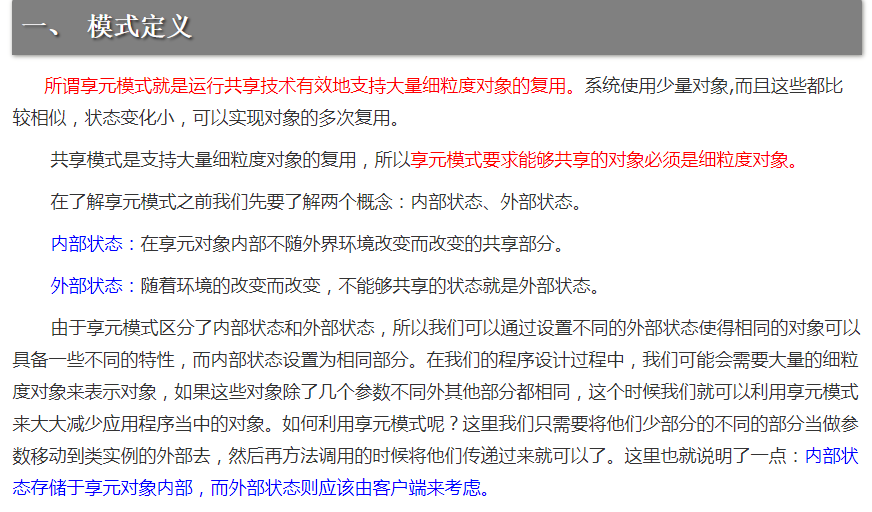 一、 模式定义
所谓享元模式就是运行共享技术有效地支持大量细粒度对象的复用。系统使用少量对象,而且这些都比
较相似，状态变化小，可以实现对象的多次复用。
共享模式是支持大量细粒度对象的复用，所以享元模式要求能够共享的对象必须是细粒度对象。
在了解享元模式之前我们先要了解两个概念：内部状态、外部状态。
内部状态：在享元对象内部不随外界环境改变而改变的共享部分。
外部状态：随着环境的改变而改变，不能够共享的状态就是外部状态。
由于享元模式区分了内部状态和外部状态，所以我们可以通过设置不同的外部状态使得相同的对象可以
具备一些不同的特性，而内部状态设置为相同部分。在我们的程序设计过程中，我们可能会需要大量的细粒
度对象来表示对象，如果这些对象除了几个参数不同外其他部分都相同，这个时候我们就可以利用享元模式
来大大减少应用程序当中的对象。如何利用享元模式呢？这里我们只需要将他们少部分的不同的部分当做参
数移动到类实例的外部去，然后再方法调用的时候将他们传递过来就可以了。这里也就说明了一点：内部状
态存储于享元对象内部，而外部状态则应该由客户端来考虑。